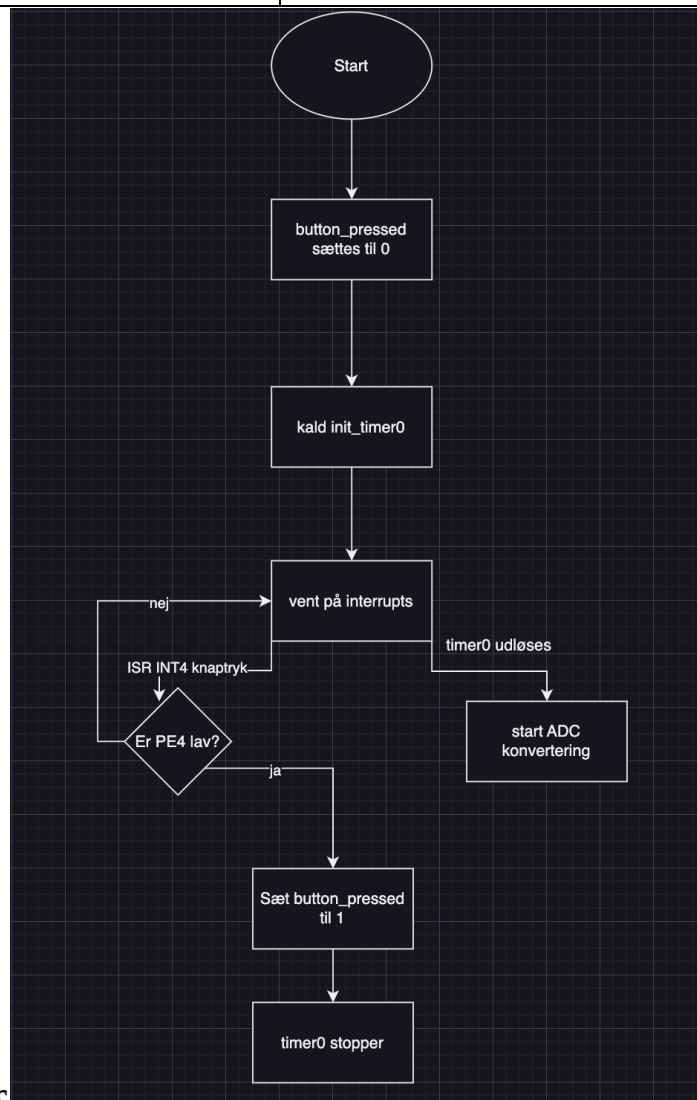 Start
button_pressed
sættes til 0
kald init_timer0
vent på interrupts
nej
timer0 udløses
ISR INT4 knaptryk
Er PE4 lav?
start ADC
konvertering
ja
Sæt button_pressed
til 1
timer0 stopper